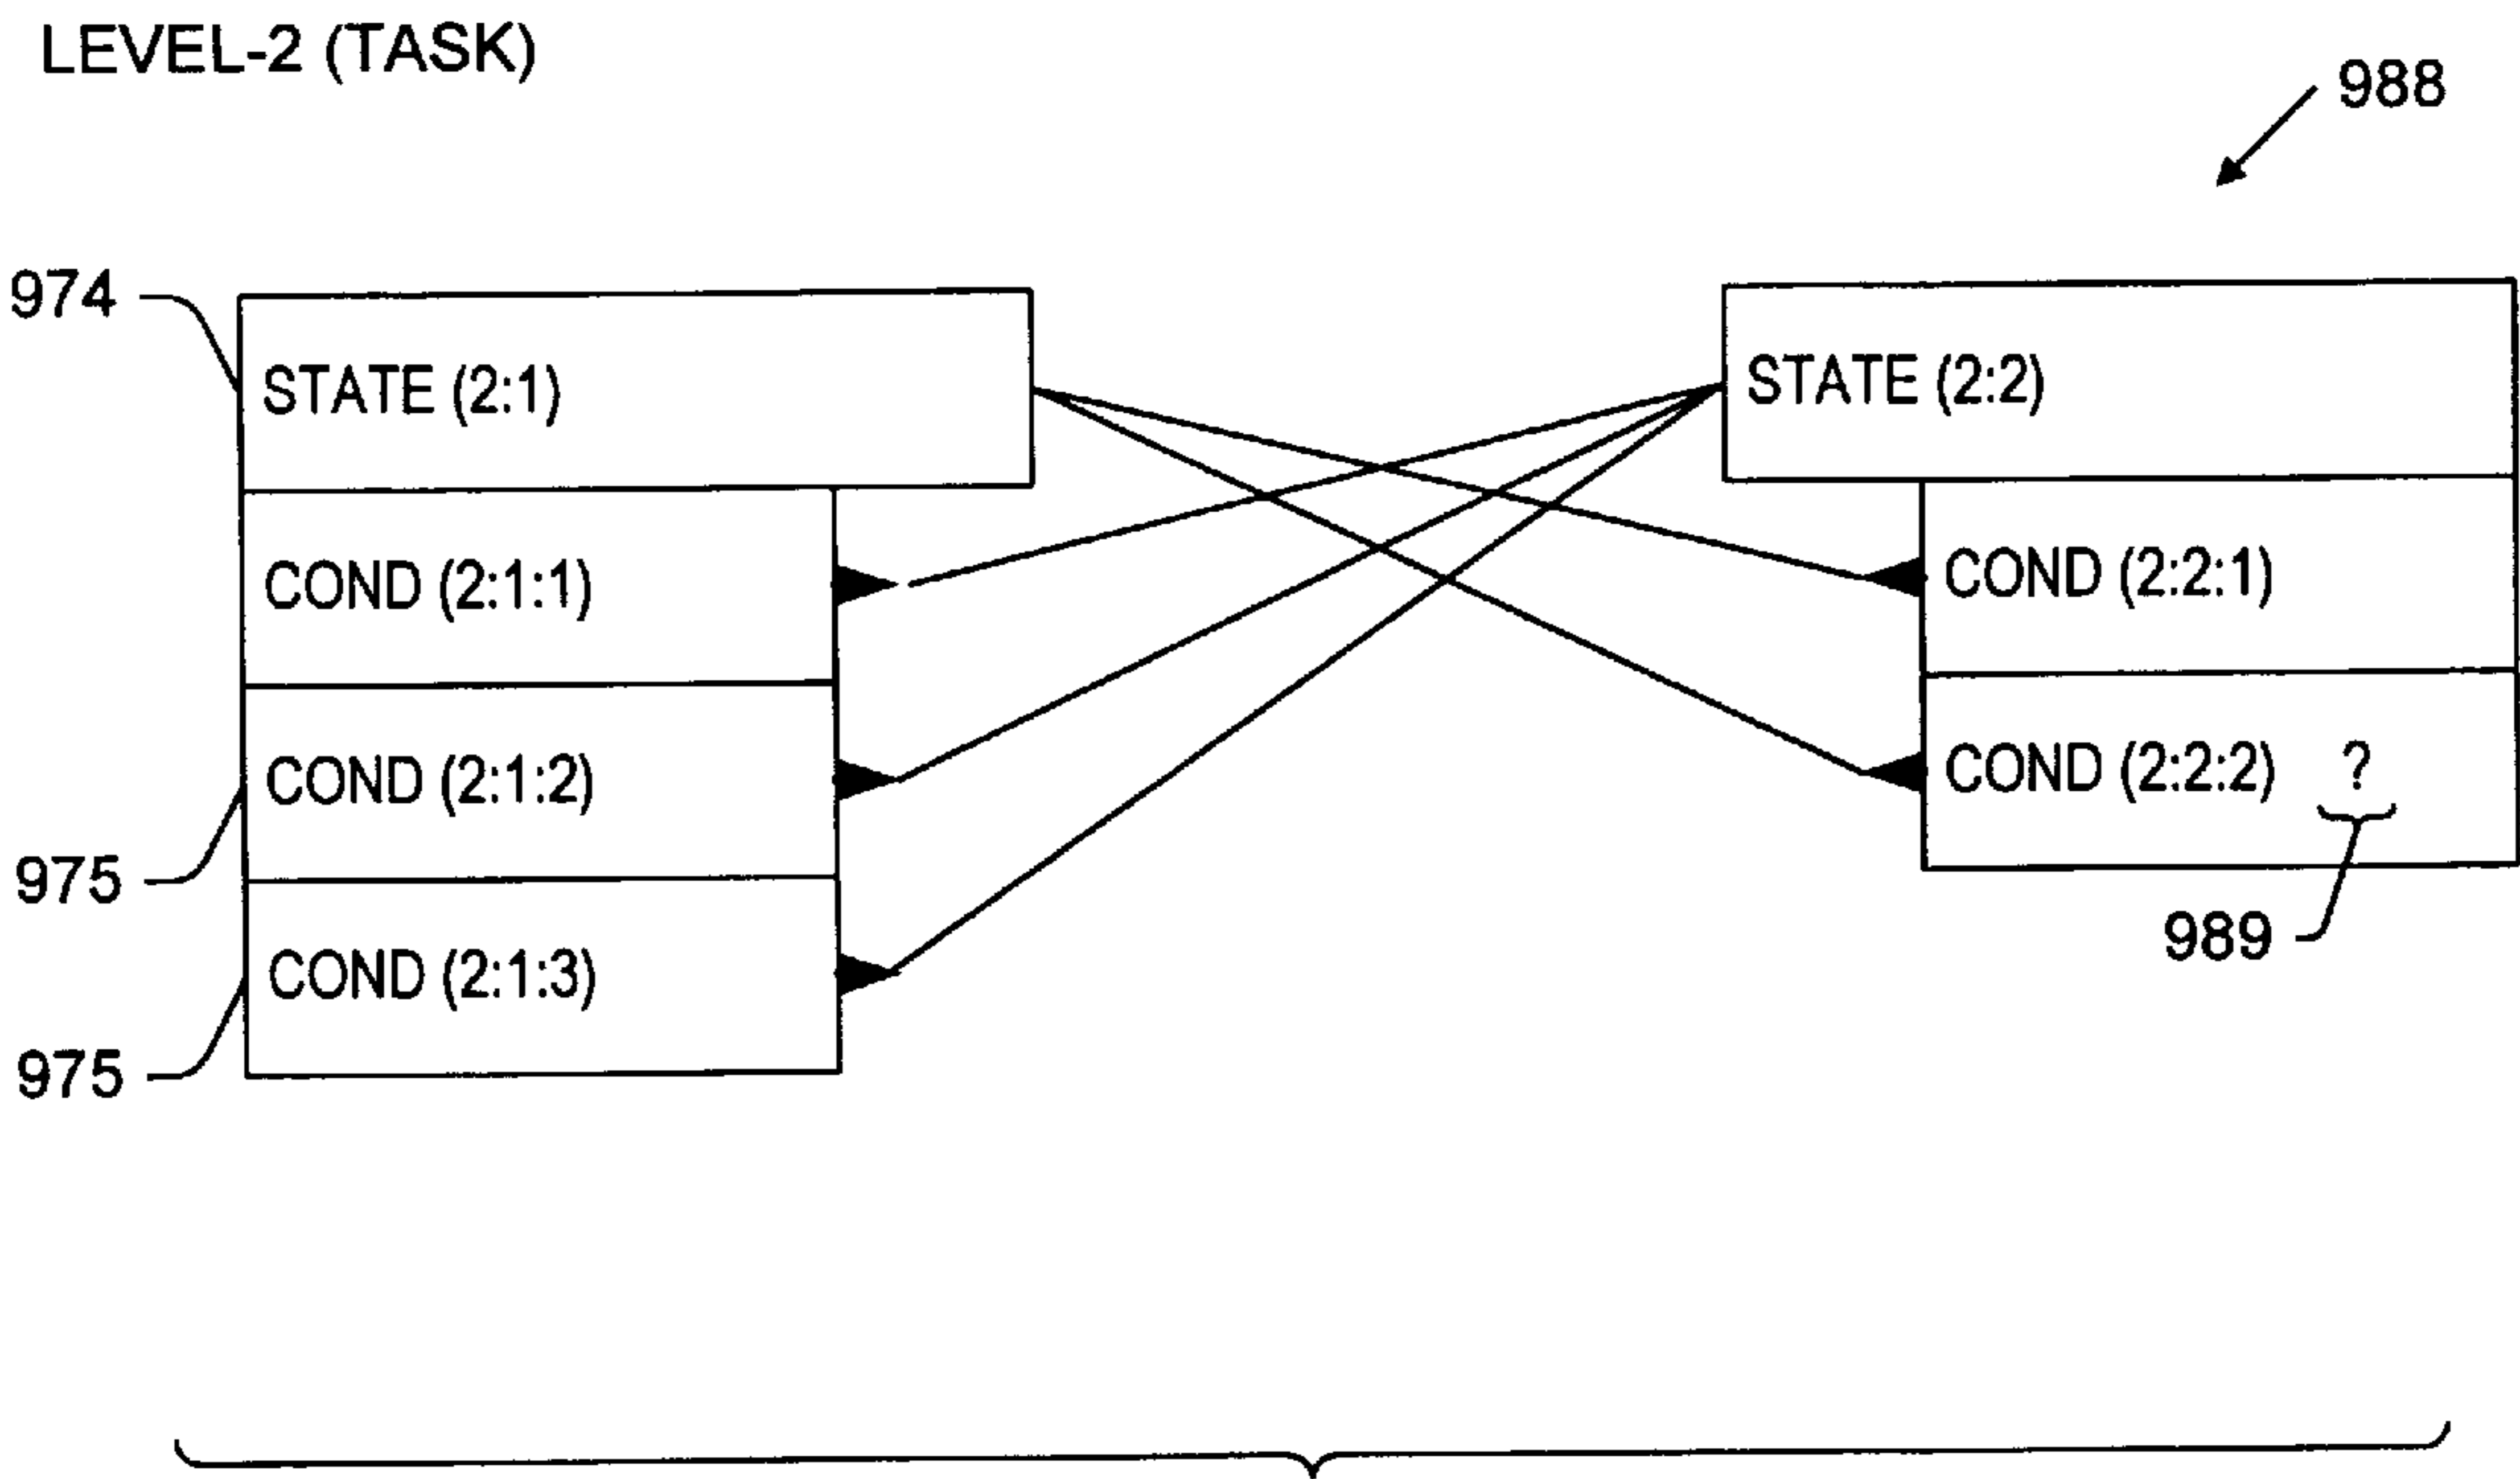 LEVEL-2 (TASK)
988
974
STATE (2:1)
STATE (2:2)
COND (2:1:1)
COND (2:2:1)
COND (2:1:2)
COND (2:2:2) ?
975
989
COND (2:1:3)
975